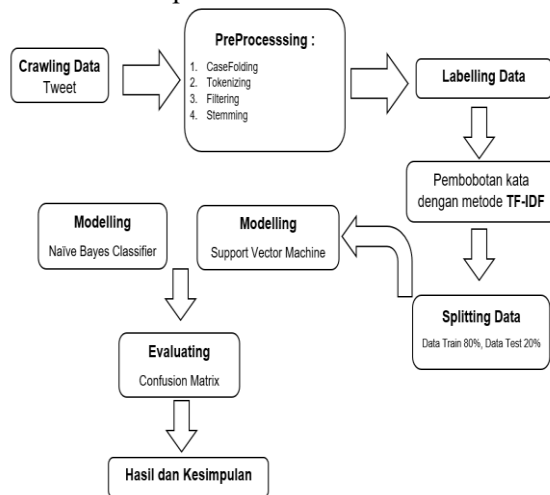 Crawling Data
Tweet
PreProcesssing :
1. CaseFolding
2. Tokenizing
3. Filtering
4. Stemming
Labelling Data
Pembobotan kata
dengan metode TF-IDF
Splitting Data
Data Train 80%, Data Test 20%
Modelling
Support Vector Machine
Modelling
Naïve Bayes Classifier
Evaluating
Confusion Matrix
Hasil dan Kesimpulan